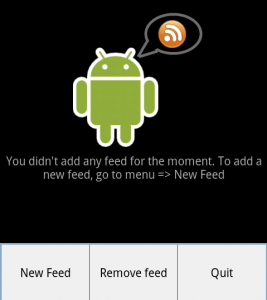 You didn't add any feed for the moment. To add a
new feed, go to menu => New Feed
New Feed
Remove feed
Quit